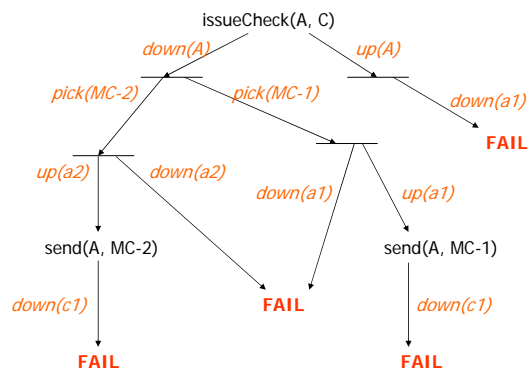 issueCheck(A, C)
down(A)
up(A)
pick(MC-2)
pick(MC-1)
down(a1)
FAIL
up(a2)
down(a2)
down(a1)
up(a1)
send(A, MC-2)
send(A, MC-1)
down(c1)
FAIL
down(c1)
FAIL
FAIL